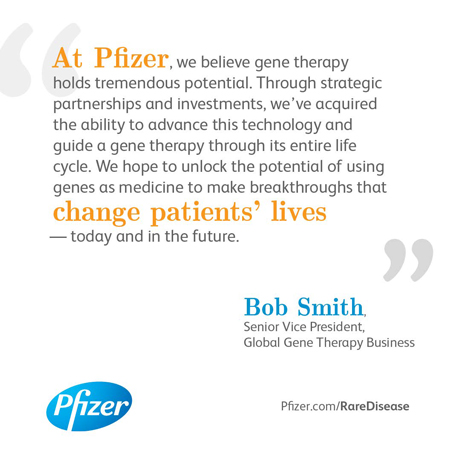 At Pfizer, we believe gene therapy
holds tremendous potential. Through strategic
partnerships and investments, we’ve acquired
the ability to advance this technology and
guide a gene therapy through its entire life
cycle. We hope to unlock the potential of using
genes as medicine to make breakthroughs that
change patients’ lives
— today and in the future.
Bob Smith,
Senior Vice President,
Global Gene Therapy Business
Pfizer
Pfizer.com/RareDisease